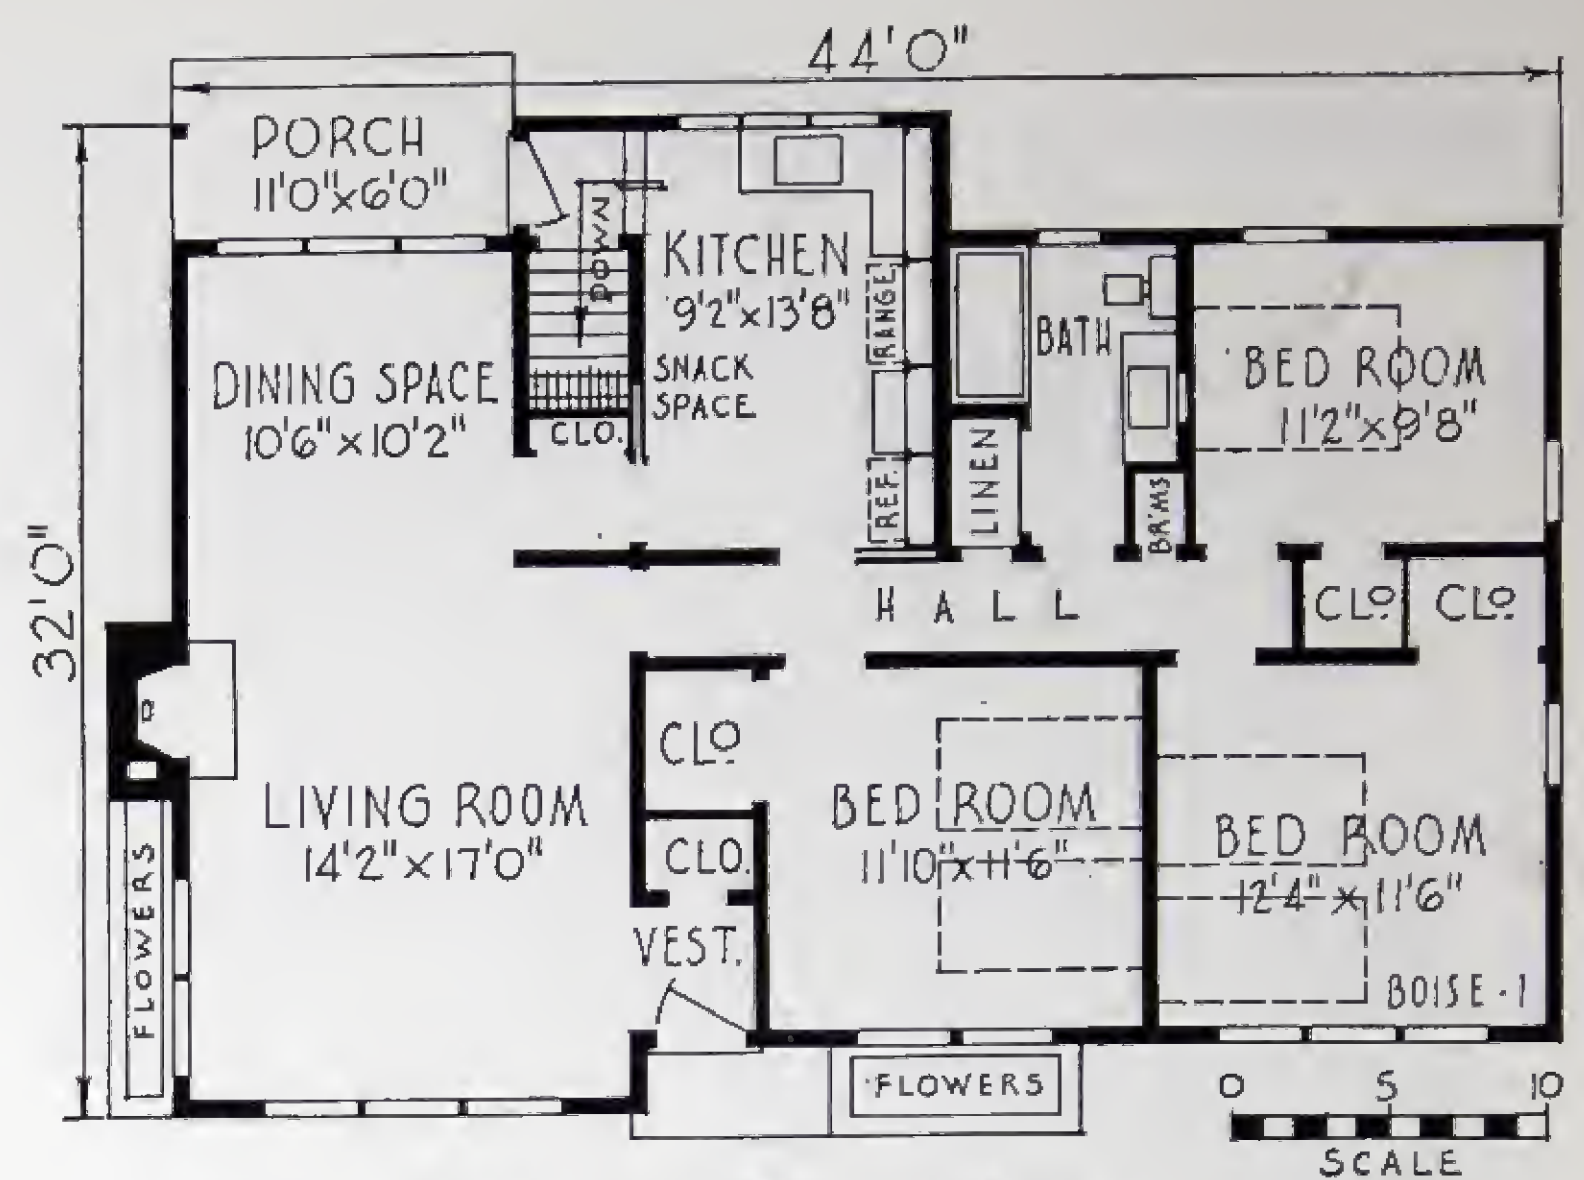 44'0"
PORCH
11'0"x6'0"
DOWN
KITCHEN
9'2"x13'8"
RANGE
SNACK
SPACE
BATH
BED ROOM
11'2"x9'8"
DINING SPACE
10'6"x10'2"
CLO.
REF.
LINEN
BR'MS
32'0"
HALL
CLO
CLO
CLO
LIVING ROOM
14'2"x17'0"
CLO.
BED ROOM
11'10"x11'6"
BED ROOM
12'4"x11'6"
VEST.
FLOWERS
BOISE-1
FLOWERS
0 5 10
SCALE